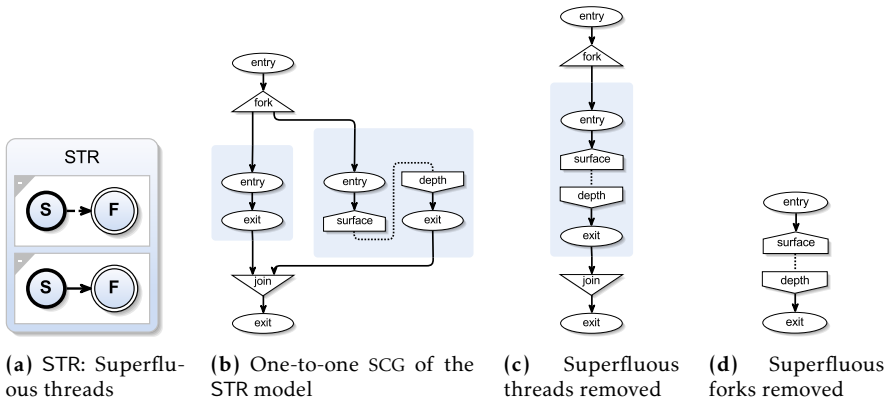 STR
-
S
F
-
S
F
entry
fork
entry
exit
entry
surface
depth
exit
join
exit
entry
fork
entry
surface
depth
exit
join
exit
entry
surface
depth
exit
(a) STR: Superflu-
ous threads
(b) One-to-one SCG of the
STR model
(c) Superfluous
threads removed
(d) Superfluous
forks removed